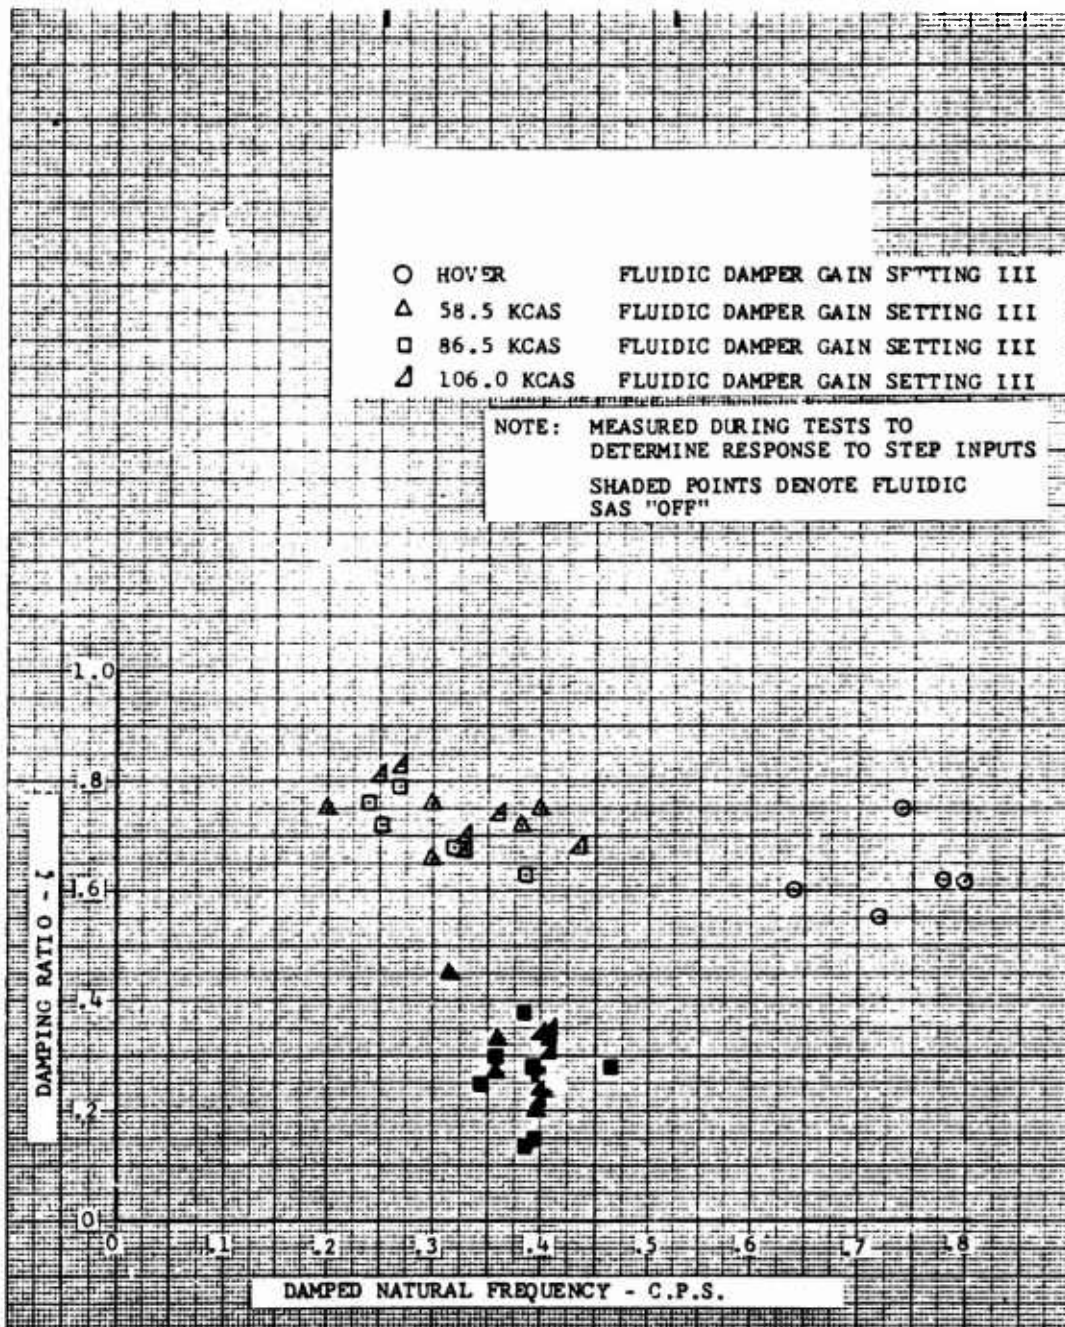 ○ HOVER FLUIDIC DAMPER GAIN SETTING III
△ 58.5 KCAS FLUIDIC DAMPER GAIN SETTING III
□ 86.5 KCAS FLUIDIC DAMPER GAIN SETTING III
◿ 106.0 KCAS FLUIDIC DAMPER GAIN SETTING III
NOTE: MEASURED DURING TESTS TO
DETERMINE RESPONSE TO STEP INPUTS
SHADED POINTS DENOTE FLUIDIC
SAS "OFF"
1.0
.8
.6
.4
.2
0
DAMPING RATIO - ζ
0 .1 .2 .3 .4 .5 .6 .7 .8
DAMPED NATURAL FREQUENCY - C.P.S.